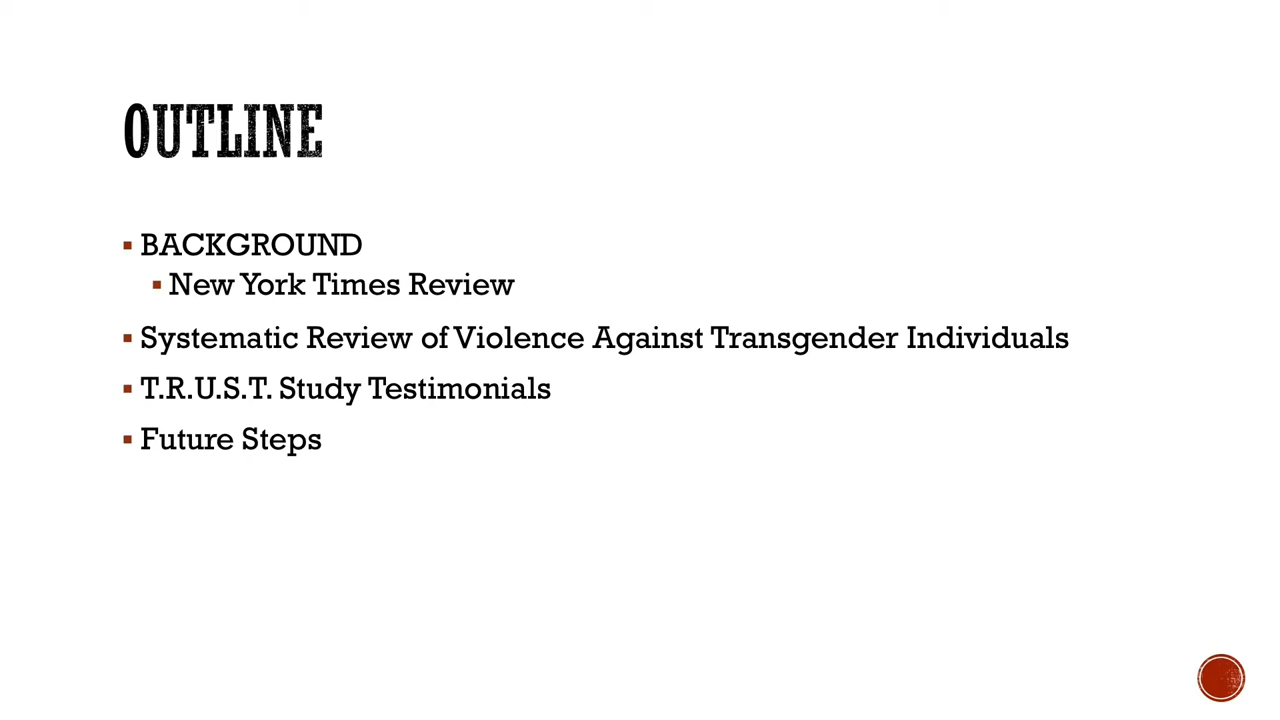 OUTLINE
BACKGROUND
New York Times Review
Systematic Review of Violence Against Transgender Individuals
T.R.U.S.T. Study Testimonials
Future Steps